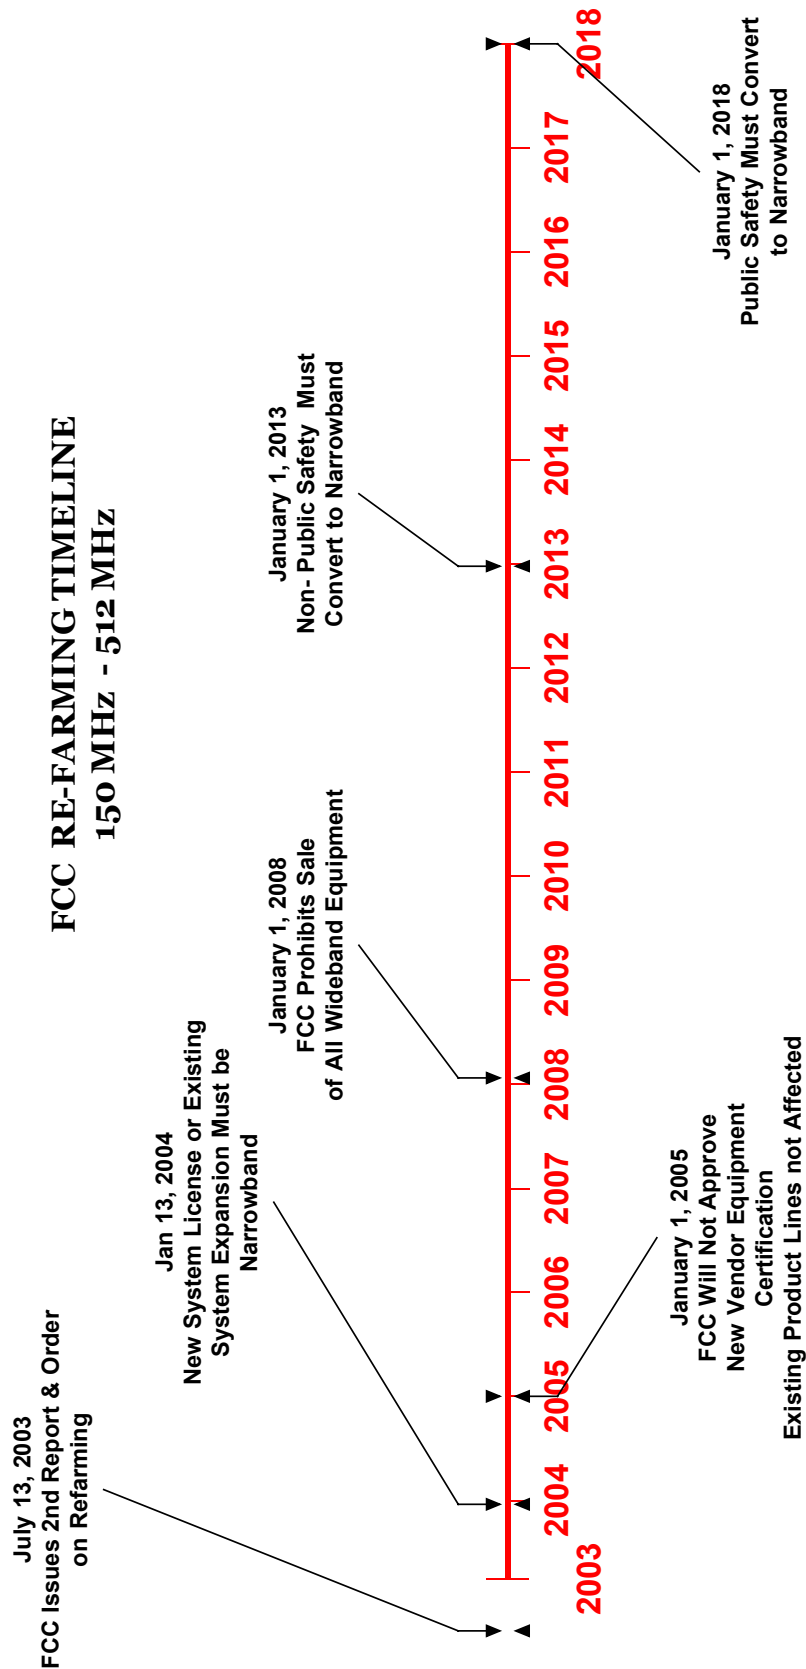 FCC RE-FARMING TIMELINE
150 MHz - 512 MHz
July 13, 2003
FCC Issues 2nd Report & Order
on Refarming
Jan 13, 2004
New System License or Existing
System Expansion Must be
Narrowband
January 1, 2008
FCC Prohibits Sale
of All Wideband Equipment
January 1, 2013
Non- Public Safety Must
Convert to Narrowband
2003
2004
2005
2006
2007
2008
2009
2010
2011
2012
2013
2014
2015
2016
2017
2018
January 1, 2005
FCC Will Not Approve
New Vendor Equipment
Certification
Existing Product Lines not Affected
January 1, 2018
Public Safety Must Convert
to Narrowband